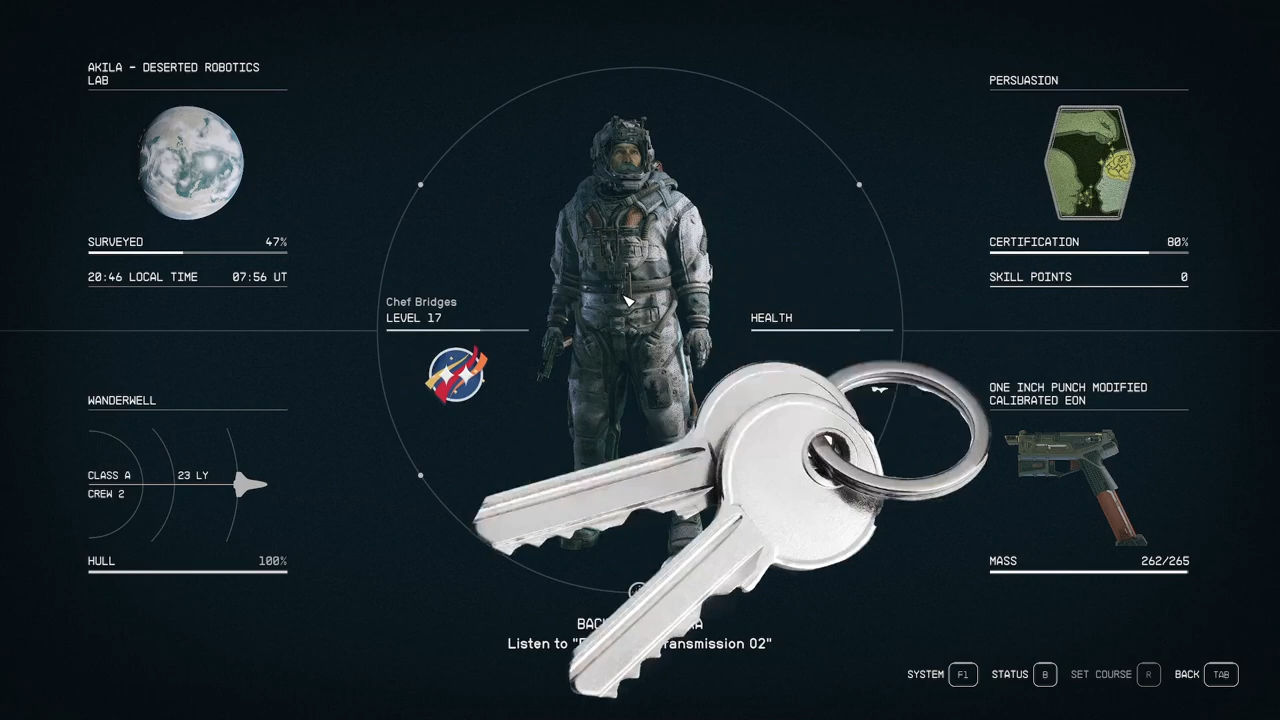 AKILA - DESERTED ROBOTICS
LAB
SURVEYED 47%
20:46 LOCAL TIME 07:56 UT
PERSUASION
CERTIFICATION 80%
SKILL POINTS 0
Chef Bridges
LEVEL 17
HEALTH
WANDERWELL
CLASS A 23 LY
CREW 2
HULL 100%
ONE INCH PUNCH MODIFIED
CALIBRATED EON
MASS 262/265
Listen to "
02"
SYSTEM F1 STATUS B SET COURSE R BACK TAB